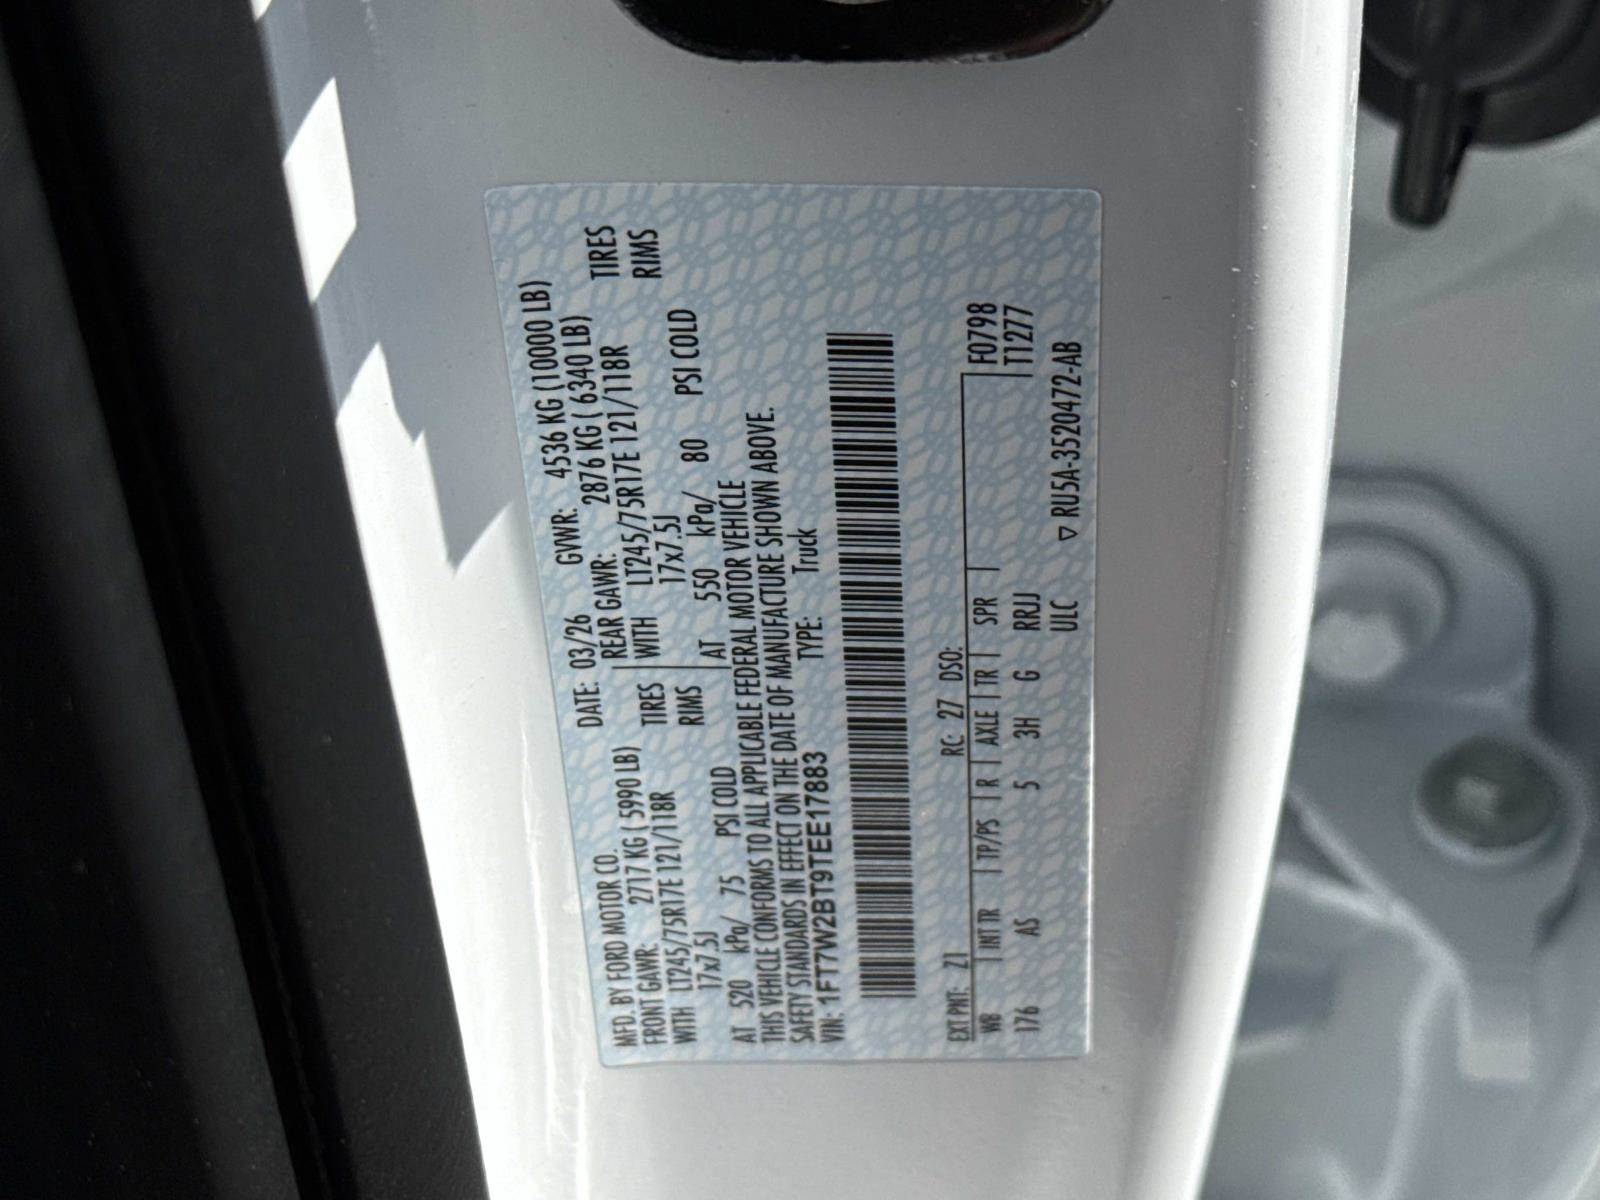 MFD. BY FORD MOTOR CO. DATE: 03/26 GVWR: 4536 KG (10000 LB)
FRONT GAWR: 2717 KG ( 5990 LB) REAR GAWR: 2876 KG ( 6340 LB)
WITH LT245/75R17E 121/118R TIRES WITH LT245/75R17E 121/118R TIRES
17x7.5J RIMS 17x7.5J RIMS
AT 520 kPa/ 75 PSI COLD AT 550 kPa/ 80 PSI COLD
THIS VEHICLE CONFORMS TO ALL APPLICABLE FEDERAL MOTOR VEHICLE
SAFETY STANDARDS IN EFFECT ON THE DATE OF MANUFACTURE SHOWN ABOVE.
VIN: 1FT7W2BT9TEE17883 TYPE: Truck
EXT PNT: Z1 RC: 27 DSO:
WB INT TR TP/PS R AXLE TR SPR F0798
176 AS 5 3H G RRJJ T1277
ULC ▽ RU5A-3520472-AB